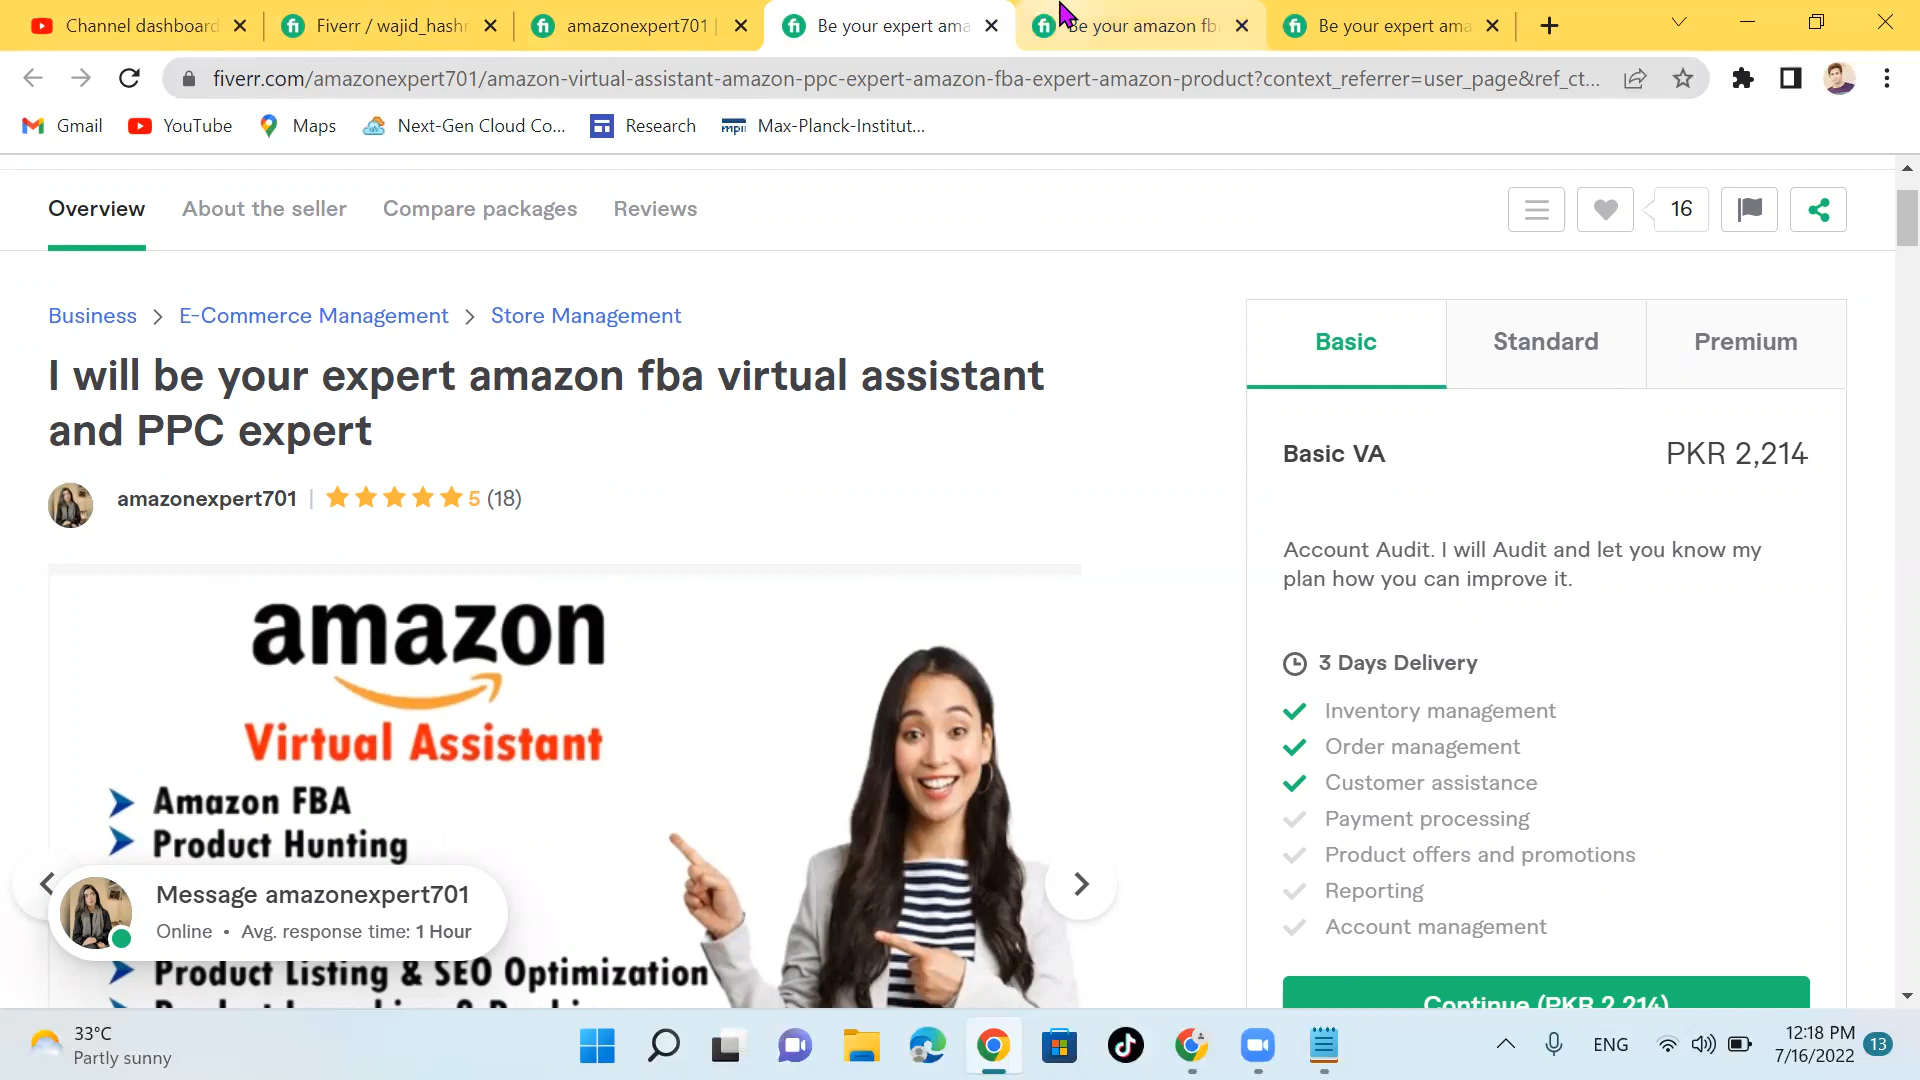 Channel dashboard
Fiverr / wajid_hashm
amazonexpert701 |
Be your expert ama
Be your amazon fb
Be your expert ama
fiverr.com/amazonexpert701/amazon-virtual-assistant-amazon-ppc-expert-amazon-fba-expert-amazon-product?context_referrer=user_page&ref_ct...
Gmail
YouTube
Maps
Next-Gen Cloud Co...
Research
Max-Planck-Institut...
Overview
About the seller
Compare packages
Reviews
16
Business > E-Commerce Management > Store Management
I will be your expert amazon fba virtual assistant
and PPC expert
amazonexpert701 | 5 (18)
amazon
Virtual Assistant
Amazon FBA
Product Hunting
Message amazonexpert701
Online • Avg. response time: 1 Hour
Product Listing & SEO Optimization
Basic
Standard
Premium
Basic VA
PKR 2,214
Account Audit. I will Audit and let you know my
plan how you can improve it.
3 Days Delivery
Inventory management
Order management
Customer assistance
Payment processing
Product offers and promotions
Reporting
Account management
Continue (PKR 2,214)
33°C
Partly sunny
ENG
12:18 PM
7/16/2022
13